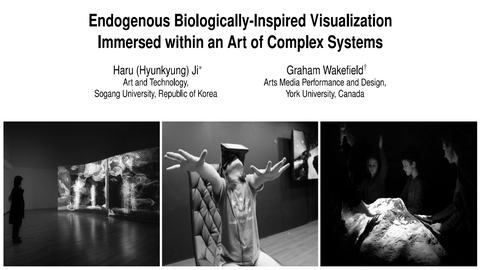 Endogenous Biologically-Inspired Visualization
Immersed within an Art of Complex Systems
Haru (Hyunkyung) Ji*
Graham Wakefield†
Art and Technology,
Arts Media Performance and Design,
Sogang University, Republic of Korea
York University, Canada